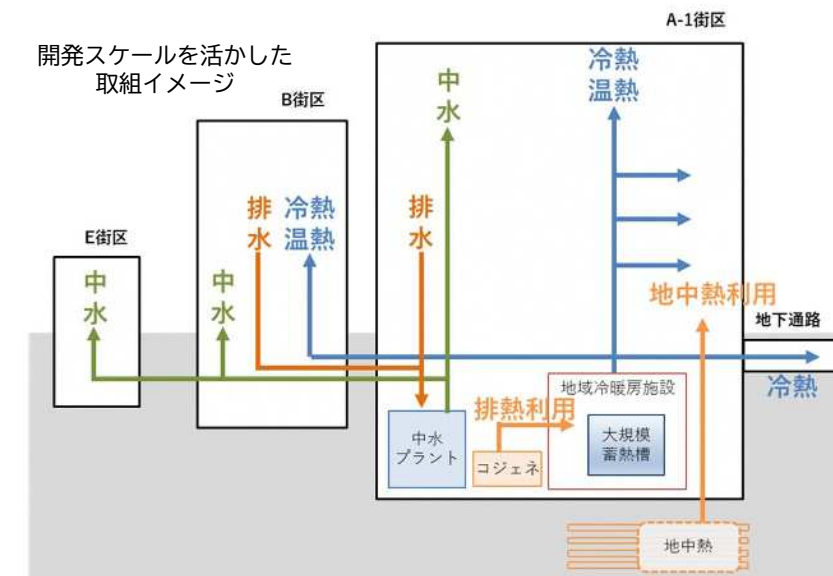 開発スケールを活かした
取組イメージ
A-1街区
B街区
E街区
中
水
冷熱
温熱
排
水
冷熱
温熱
排
水
中
水
中
水
地中熱利用
地下通路
冷熱
地域冷暖房施設
排熱利用
大規模
蓄熱槽
中水
プラント
コジェネ
地中熱